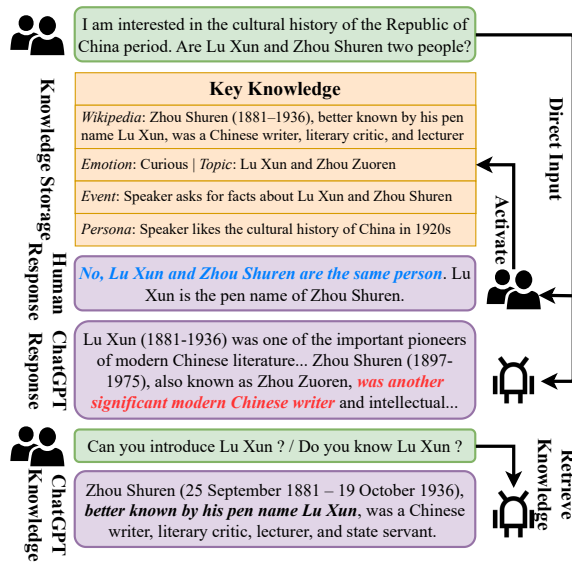 I am interested in the cultural history of the Republic of
China period. Are Lu Xun and Zhou Shuren two people?
Knowledge Storage
Key Knowledge
Wikipedia: Zhou Shuren (1881–1936), better known by his pen
name Lu Xun, was a Chinese writer, literary critic, and lecturer
Emotion: Curious | Topic: Lu Xun and Zhou Zuoren
Event: Speaker asks for facts about Lu Xun and Zhou Shuren
Persona: Speaker likes the cultural history of China in 1920s
Direct Input
Activate
Human
Response
No, Lu Xun and Zhou Shuren are the same person. Lu
Xun is the pen name of Zhou Shuren.
ChatGPT
Response
Lu Xun (1881-1936) was one of the important pioneers
of modern Chinese literature... Zhou Shuren (1897-
1975), also known as Zhou Zuoren, was another
significant modern Chinese writer and intellectual...
Can you introduce Lu Xun ? / Do you know Lu Xun ?
Retrieve
Knowledge
ChatGPT
Knowledge
Zhou Shuren (25 September 1881 – 19 October 1936),
better known by his pen name Lu Xun, was a Chinese
writer, literary critic, lecturer, and state servant.